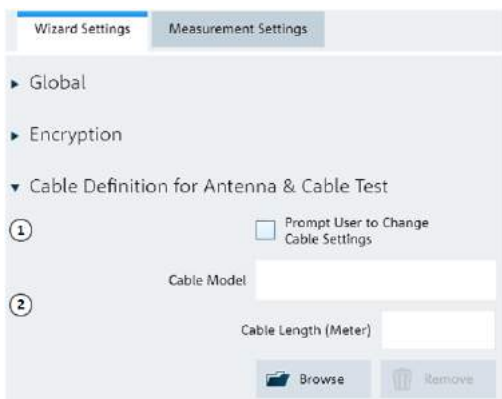 Wizard Settings
Measurement Settings
Global
Encryption
Cable Definition for Antenna & Cable Test
1
Prompt User to Change
Cable Settings
Cable Model
2
Cable Length (Meter)
Browse
Remove